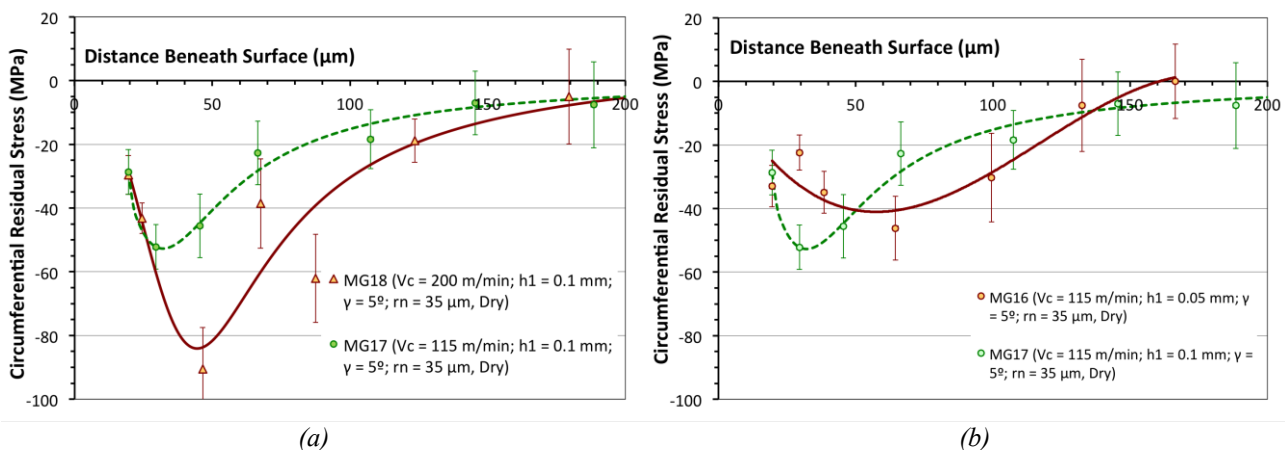 20
Distance Beneath Surface (µm)
0
0
50
100
150
200
-20
-40
-60
-80
-100
Circumferential Residual Stress (MPa)
MG18 (Vc = 200 m/min; h1 = 0.1 mm;
γ = 5º; rn = 35 µm, Dry)
MG17 (Vc = 115 m/min; h1 = 0.1 mm;
γ = 5º; rn = 35 µm, Dry)
(a)
20
Distance Beneath Surface (µm)
0
0
50
100
150
200
-20
-40
-60
-80
-100
Circumferential Residual Stress (MPa)
MG16 (Vc = 115 m/min; h1 = 0.05 mm; γ
= 5º; rn = 35 µm, Dry)
MG17 (Vc = 115 m/min; h1 = 0.1 mm; γ =
5º; rn = 35 µm, Dry)
(b)